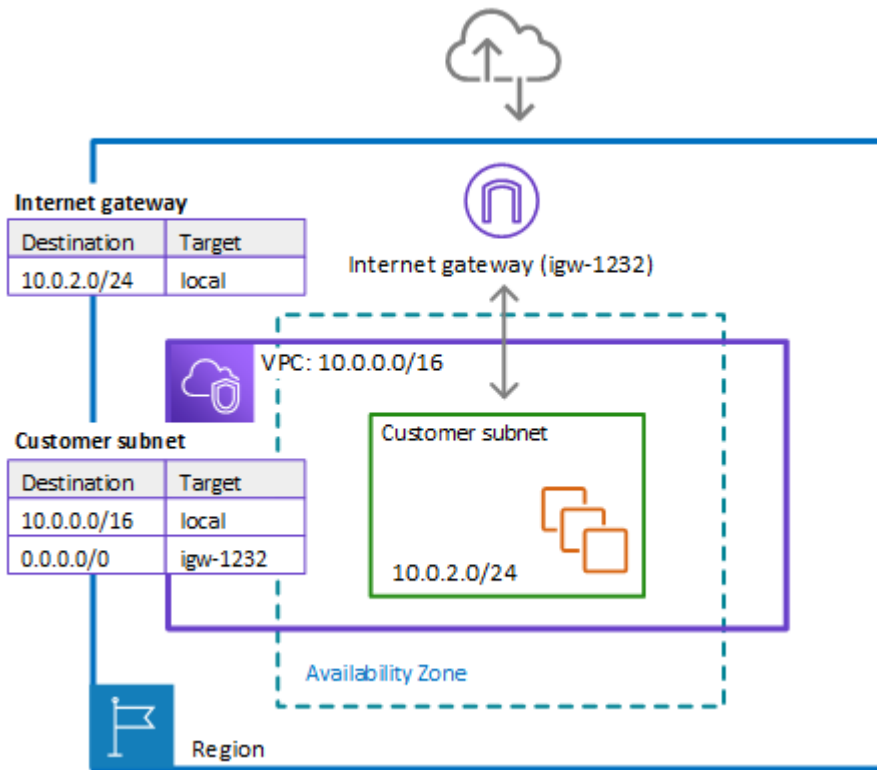 Internet gateway
Destination Target
10.0.2.0/24 local
Internet gateway (igw-1232)
VPC: 10.0.0.0/16
Customer subnet
Destination Target
10.0.0.0/16 local
0.0.0.0/0 igw-1232
Customer subnet
10.0.2.0/24
Availability Zone
Region